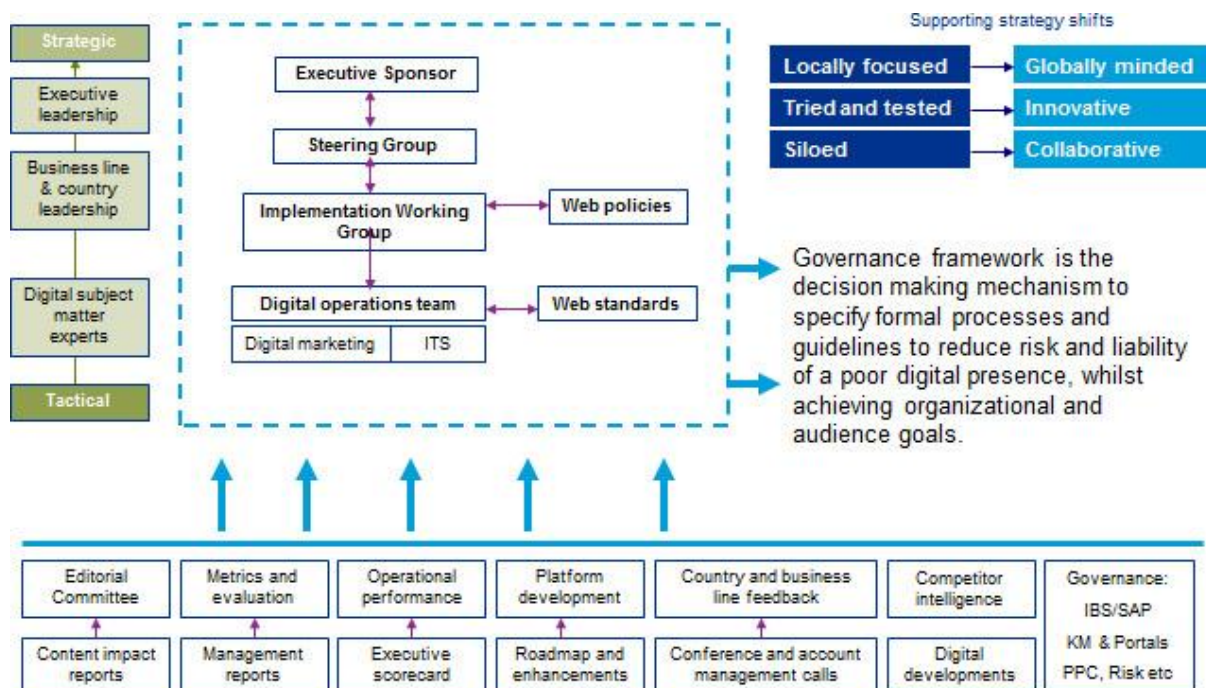 Strategic
Executive
leadership
Business line
& country
leadership
Digital subject
matter
experts
Tactical
Executive Sponsor
Steering Group
Implementation Working
Group
Web policies
Digital operations team
Web standards
Digital marketing
ITS
Supporting strategy shifts
Locally focused
Globally minded
Tried and tested
Innovative
Siloed
Collaborative
Governance framework is the
decision making mechanism to
specify formal processes and
guidelines to reduce risk and liability
of a poor digital presence, whilst
achieving organizational and
audience goals.
Editorial
Committee
Metrics and
evaluation
Operational
performance
Platform
development
Country and business
line feedback
Competitor
intelligence
Governance:
IBS/SAP
KM & Portals
PPC, Risk etc
Content impact
reports
Management
reports
Executive
scorecard
Roadmap and
enhancements
Conference and account
management calls
Digital
developments